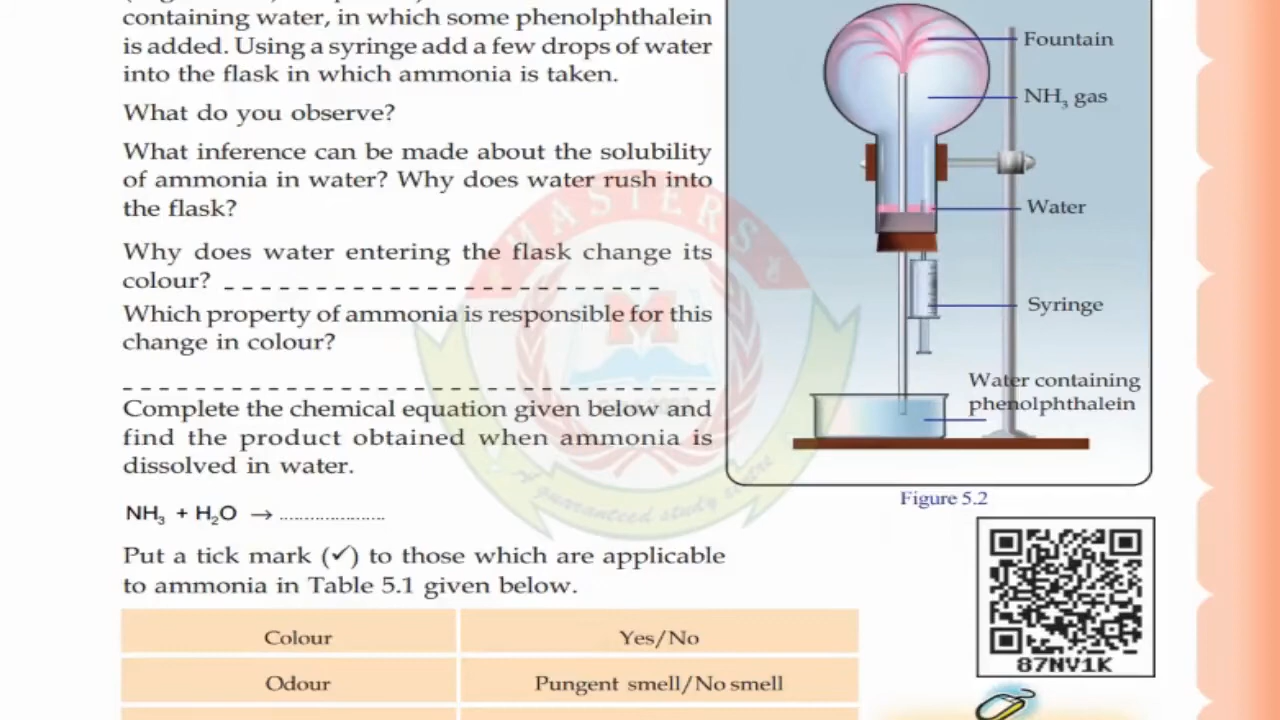 containing water, in which some phenolphthalein
is added. Using a syringe add a few drops of water
into the flask in which ammonia is taken.
What do you observe?
What inference can be made about the solubility
of ammonia in water? Why does water rush into
the flask?
Why does water entering the flask change its
colour? _ _ _ _ _ _ _ _ _ _ _ _ _ _ _ _ _ _ _ _ _ _ _ _
Which property of ammonia is responsible for this
change in colour?
_ _ _ _ _ _ _ _ _ _ _ _ _ _ _ _ _ _ _ _ _ _ _ _ _ _ _ _ _ _ _ _ _
Complete the chemical equation given below and
find the product obtained when ammonia is
dissolved in water.
NH₃ + H₂O → .....................
Put a tick mark (✓) to those which are applicable
to ammonia in Table 5.1 given below.
Colour Yes/No
Odour Pungent smell/No smell
Fountain
NH₃ gas
Water
Syringe
Water containing
phenolphthalein
Figure 5.2
87NV1K
MASTERS
M
A guaranteed study centre